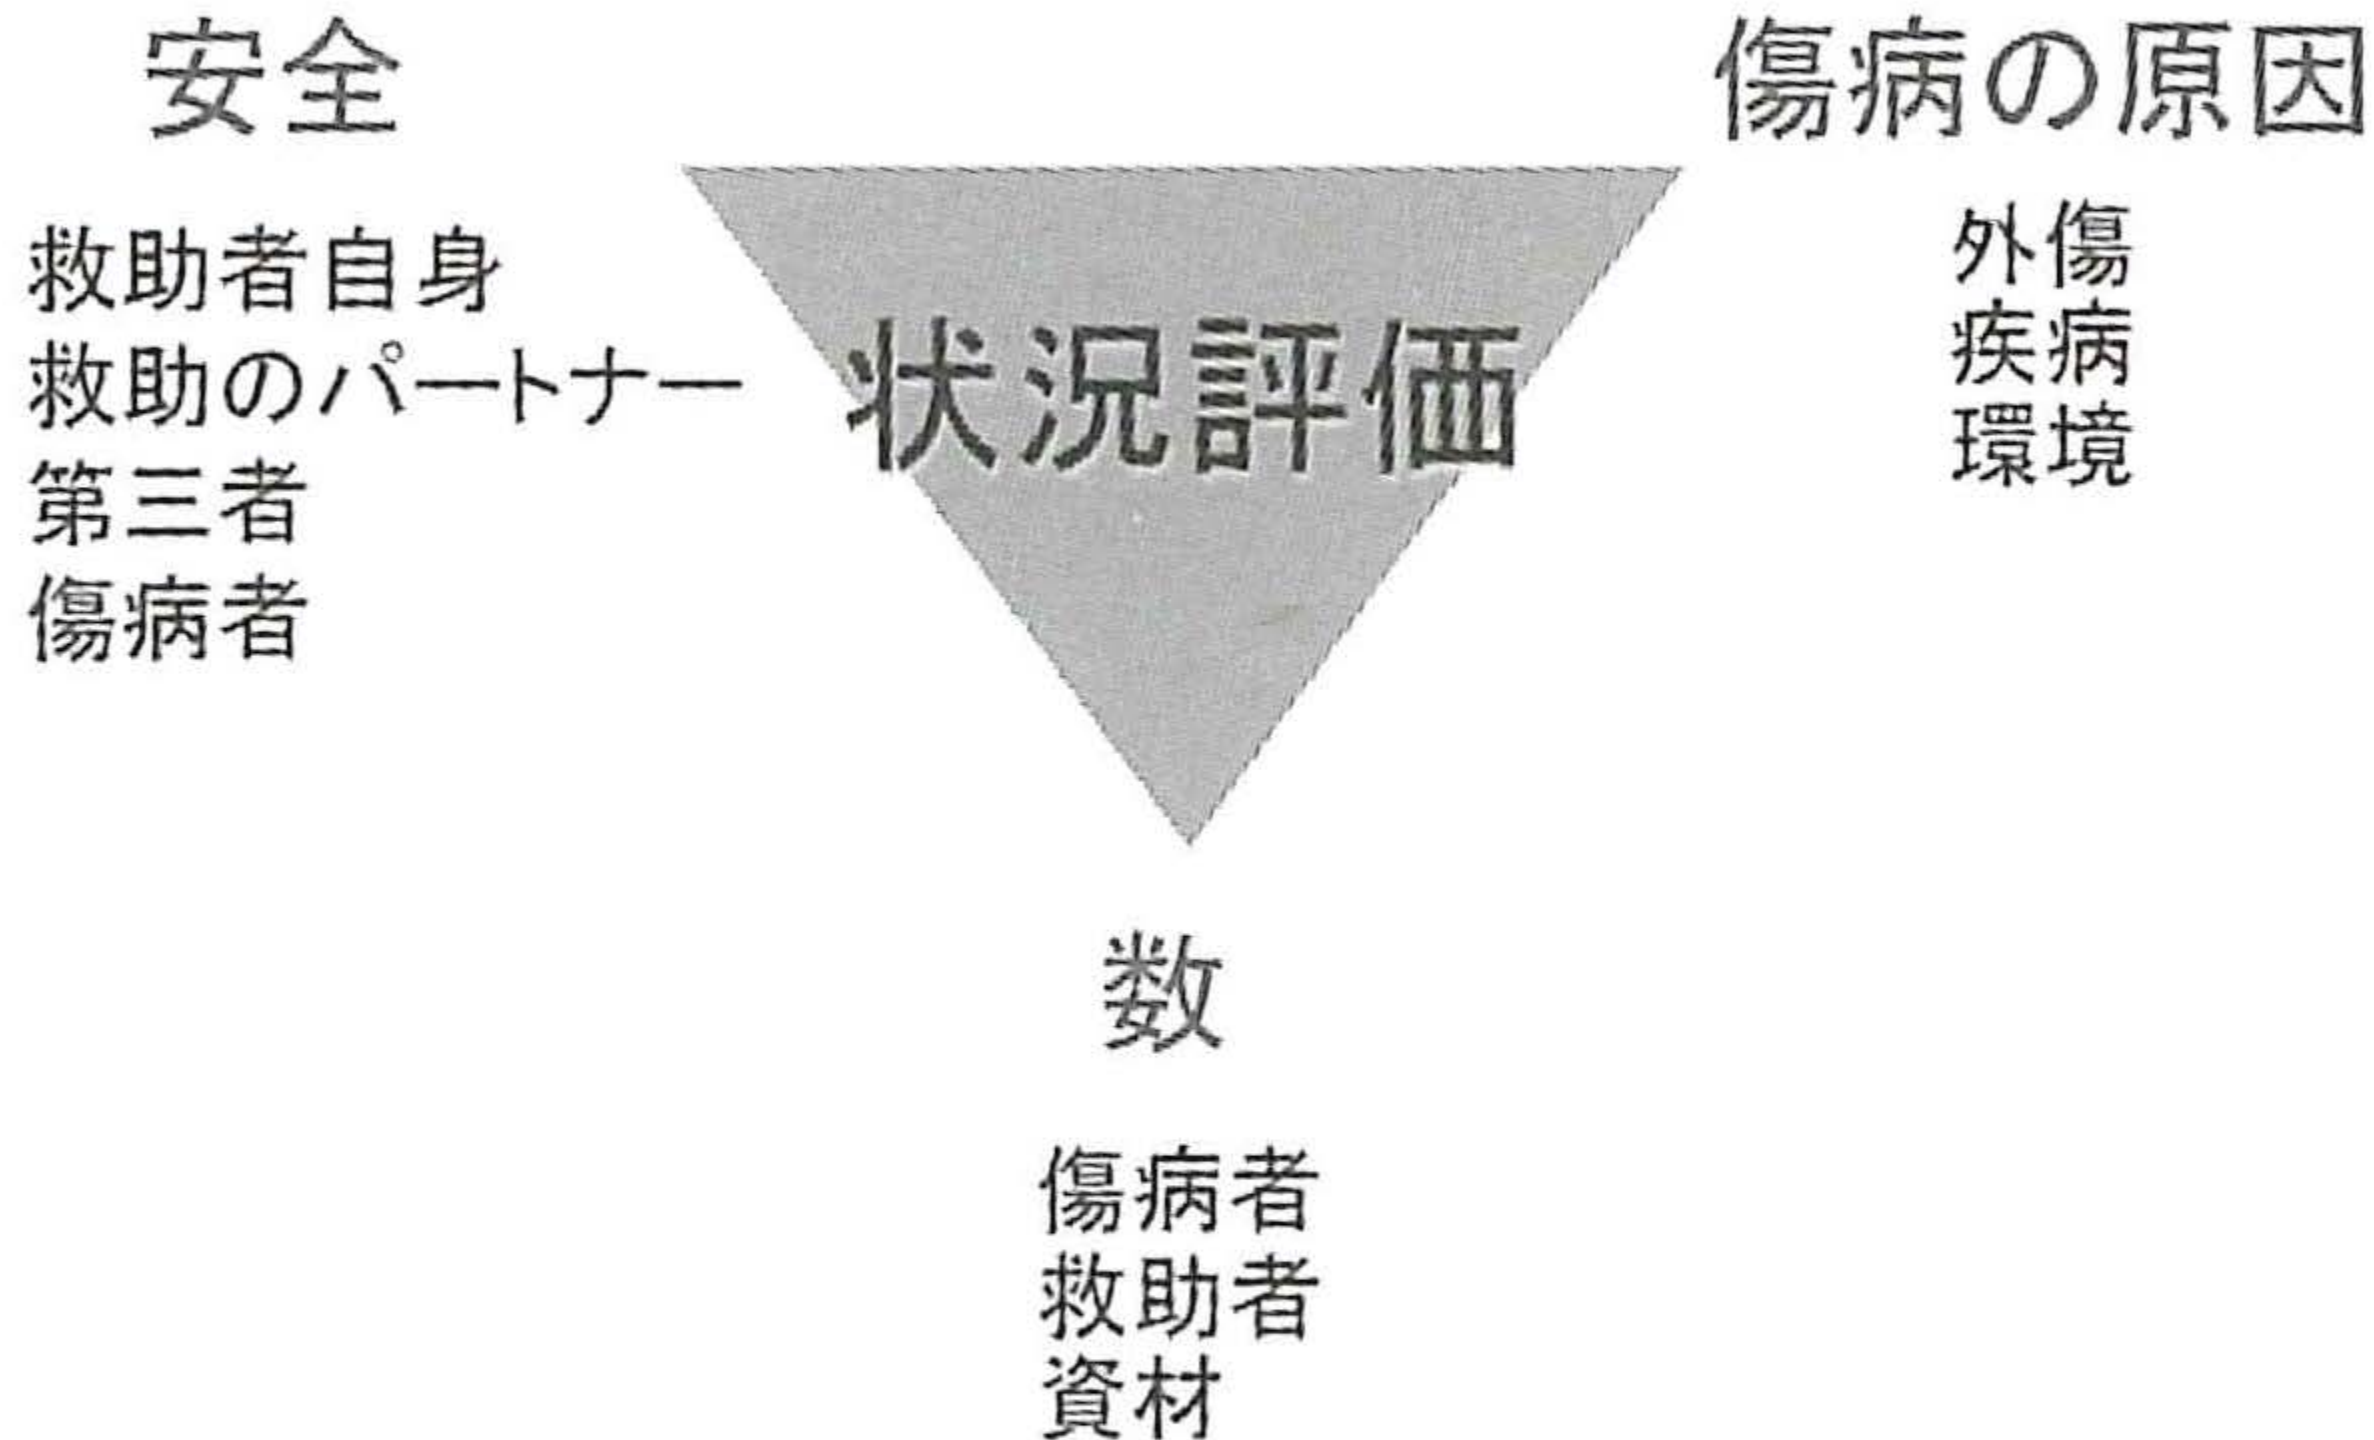 安全
救助者自身
救助のパートナー
第三者
傷病者
状況評価
傷病の原因
外傷
疾病
環境
数
傷病者
救助者
資材